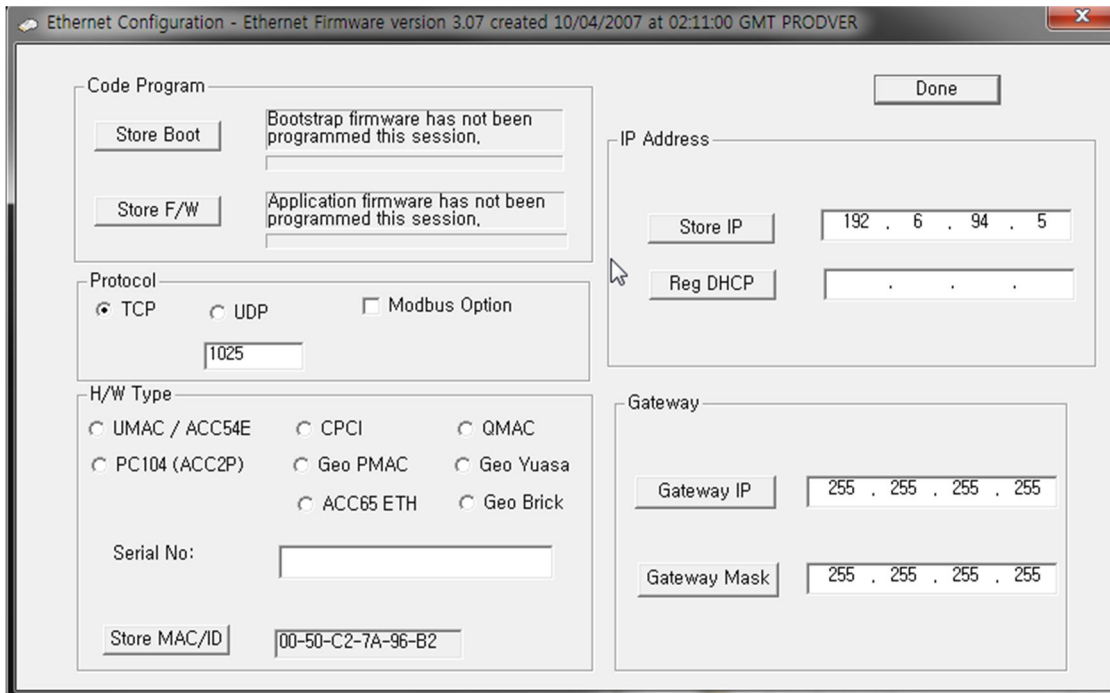 Ethernet Configuration - Ethernet Firmware version 3.07 created 10/04/2007 at 02:11:00 GMT PRODVER
Code Program
Store Boot
Bootstrap firmware has not been
programmed this session,
Store F/W
Application firmware has not been
programmed this session,
Protocol
TCP
UDP
Modbus Option
1025
H/W Type
UMAC / ACC54E
CPCI
QMAC
PC104 (ACC2P)
Geo PMAC
Geo Yuasa
ACC65 ETH
Geo Brick
Serial No:
Store MAC/ID
00-50-C2-7A-96-B2
Done
IP Address
Store IP
192 . 6 . 94 . 5
Reg DHCP
. . .
Gateway
Gateway IP
255 . 255 . 255 . 255
Gateway Mask
255 . 255 . 255 . 255